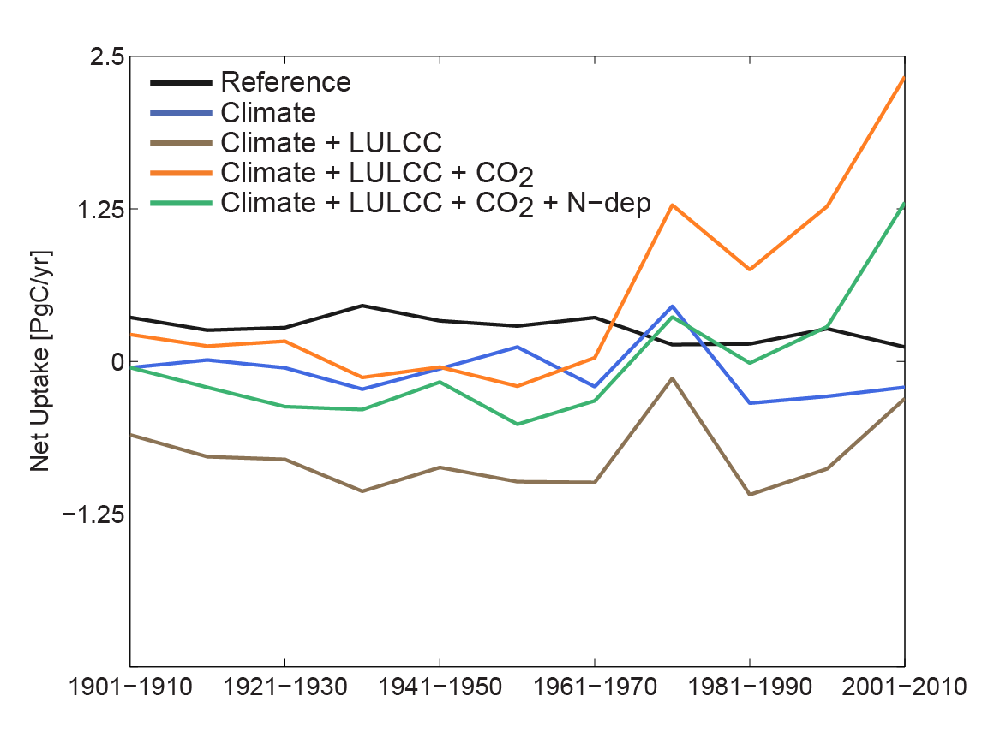 2.5
Reference
Climate
Climate + LULCC
Climate + LULCC + CO2
Climate + LULCC + CO2 + N−dep
1.25
0
−1.25
Net Uptake [PgC/yr]
1901−1910 1921−1930 1941−1950 1961−1970 1981−1990 2001−2010